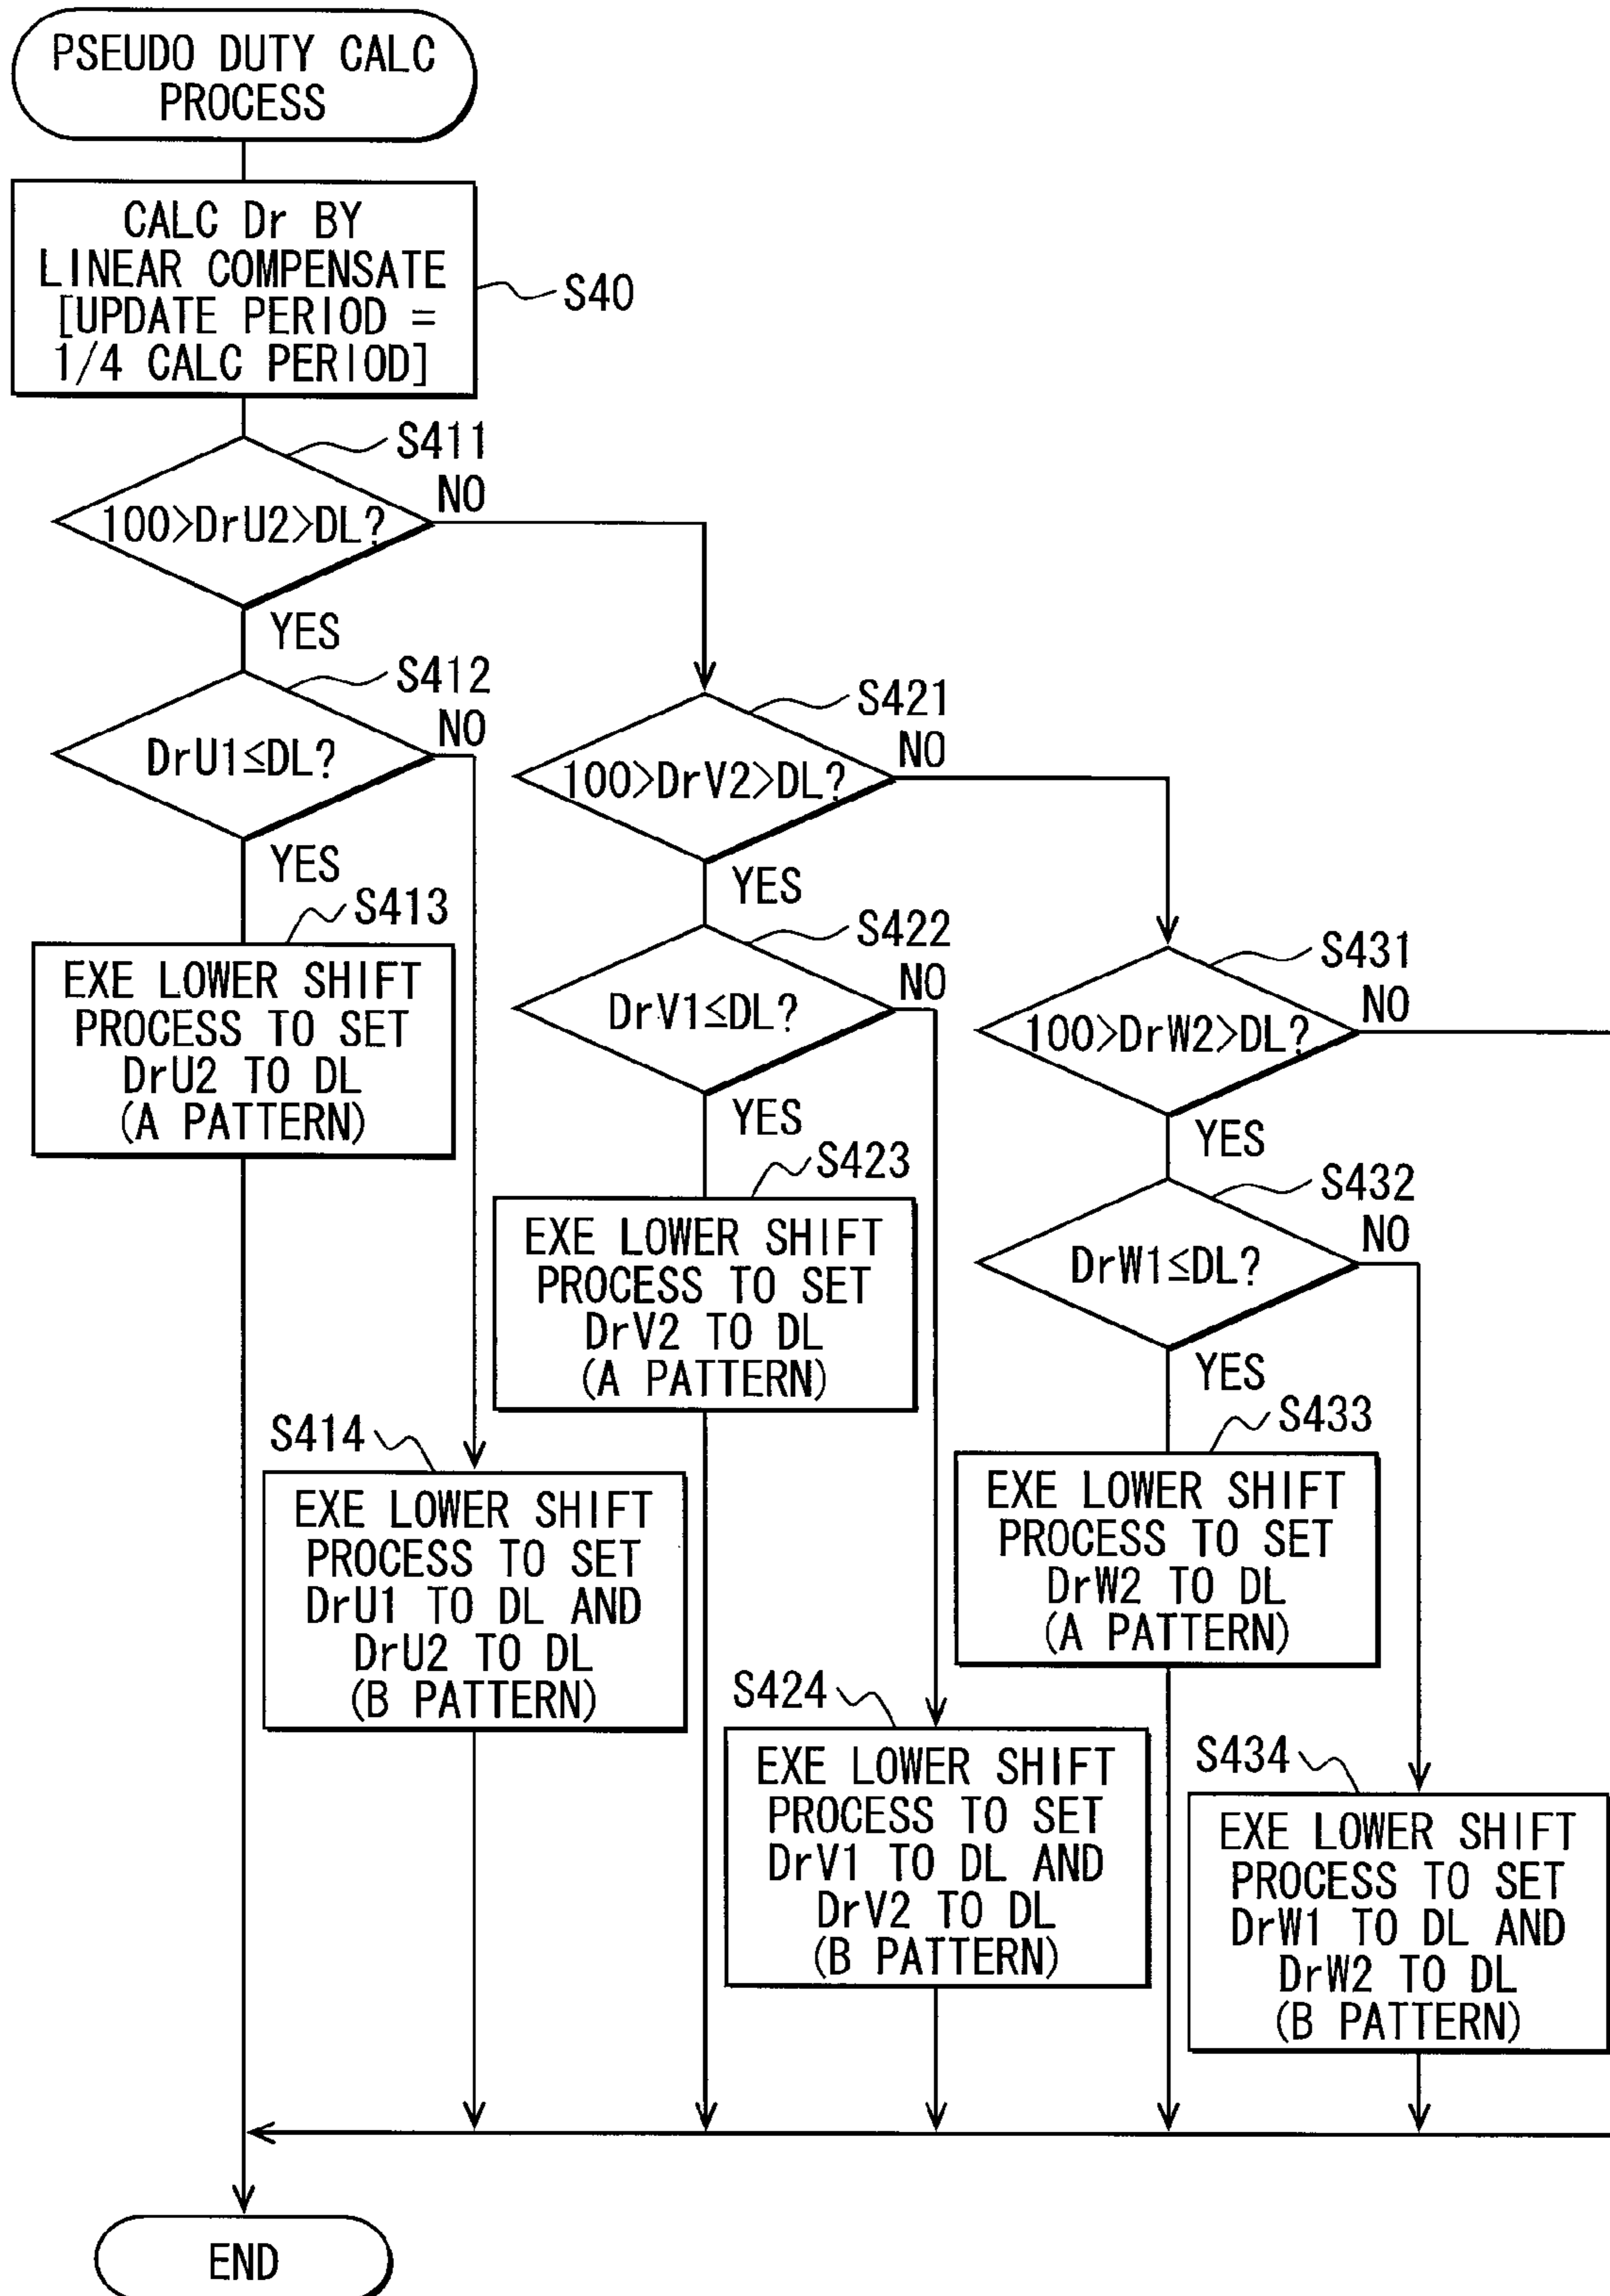 PSEUDO DUTY CALC
PROCESS
CALC Dr BY
LINEAR COMPENSATE
[UPDATE PERIOD =
1/4 CALC PERIOD]
S40
S411
100>DrU2>DL?
NO
YES
S412
DrU1≤DL?
NO
YES
S413
EXE LOWER SHIFT
PROCESS TO SET
DrU2 TO DL
(A PATTERN)
S414
EXE LOWER SHIFT
PROCESS TO SET
DrU1 TO DL AND
DrU2 TO DL
(B PATTERN)
S421
100>DrV2>DL?
NO
YES
S422
DrV1≤DL?
NO
YES
S423
EXE LOWER SHIFT
PROCESS TO SET
DrV2 TO DL
(A PATTERN)
S424
EXE LOWER SHIFT
PROCESS TO SET
DrV1 TO DL AND
DrV2 TO DL
(B PATTERN)
S431
100>DrW2>DL?
NO
YES
S432
DrW1≤DL?
NO
YES
S433
EXE LOWER SHIFT
PROCESS TO SET
DrW2 TO DL
(A PATTERN)
S434
EXE LOWER SHIFT
PROCESS TO SET
DrW1 TO DL AND
DrW2 TO DL
(B PATTERN)
END